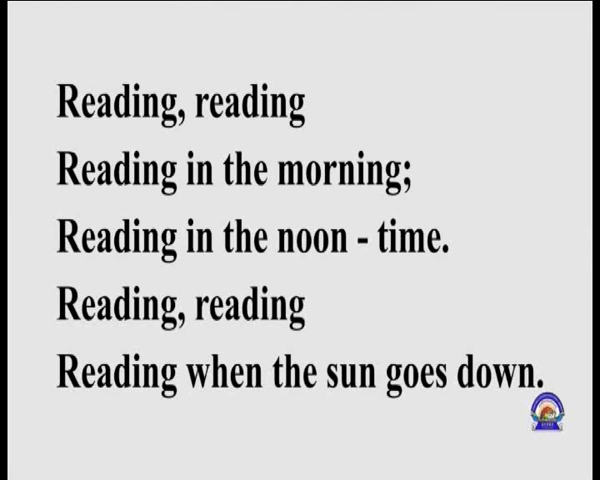 Reading, reading
Reading in the morning;
Reading in the noon - time.
Reading, reading
Reading when the sun goes down.